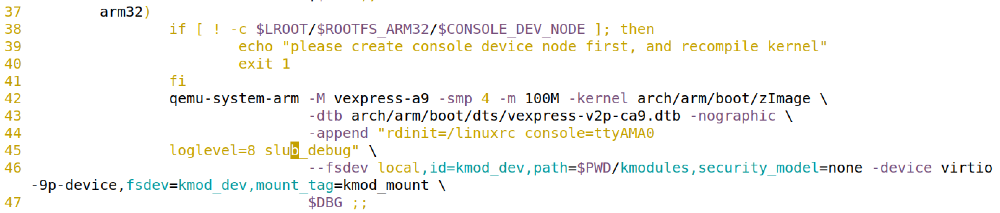 37 arm32)
38 if [ ! -c $LROOT/$ROOTFS_ARM32/$CONSOLE_DEV_NODE ]; then
39 echo "please create console device node first, and recompile kernel"
40 exit 1
41 fi
42 qemu-system-arm -M vexpress-a9 -smp 4 -m 100M -kernel arch/arm/boot/zImage \
43 -dtb arch/arm/boot/dts/vexpress-v2p-ca9.dtb -nographic \
44 -append "rdinit=/linuxrc console=ttyAMA0
45 loglevel=8 slub_debug" \
46 --fsdev local,id=kmod_dev,path=$PWD/kmodules,security_model=none -device virtio
-9p-device,fsdev=kmod_dev,mount_tag=kmod_mount \
47 $DBG ;;